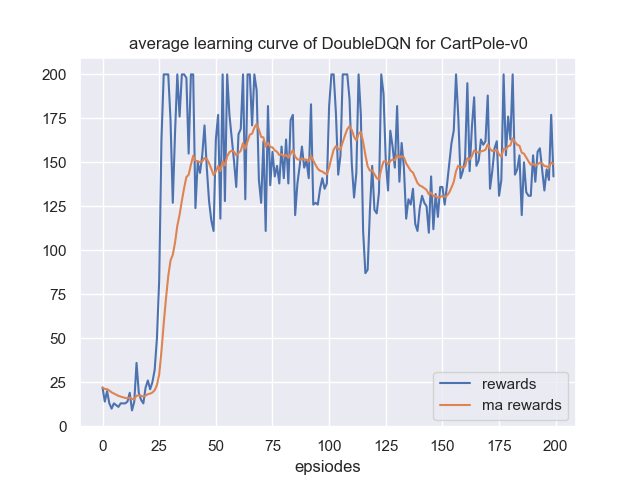 average learning curve of DoubleDQN for CartPole-v0
200
175
150
125
100
75
50
25
0
0 25 50 75 100 125 150 175 200
epsiodes
rewards
ma rewards